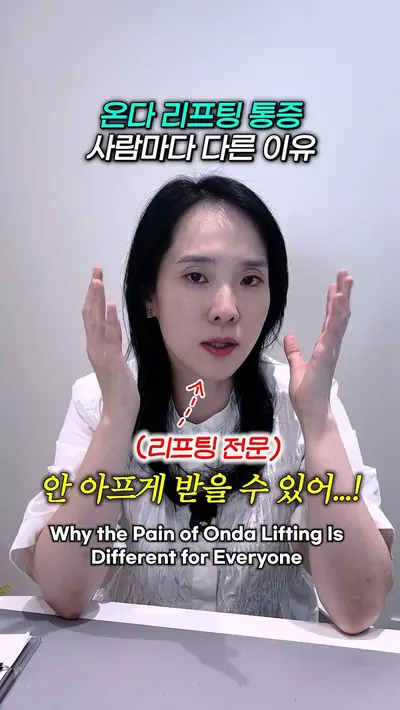 온다 리프팅 통증
사람마다 다른 이유
(리프팅 전문)
안 아프게 받을 수 있어...!
Why the Pain of Onda Lifting Is
Different for Everyone